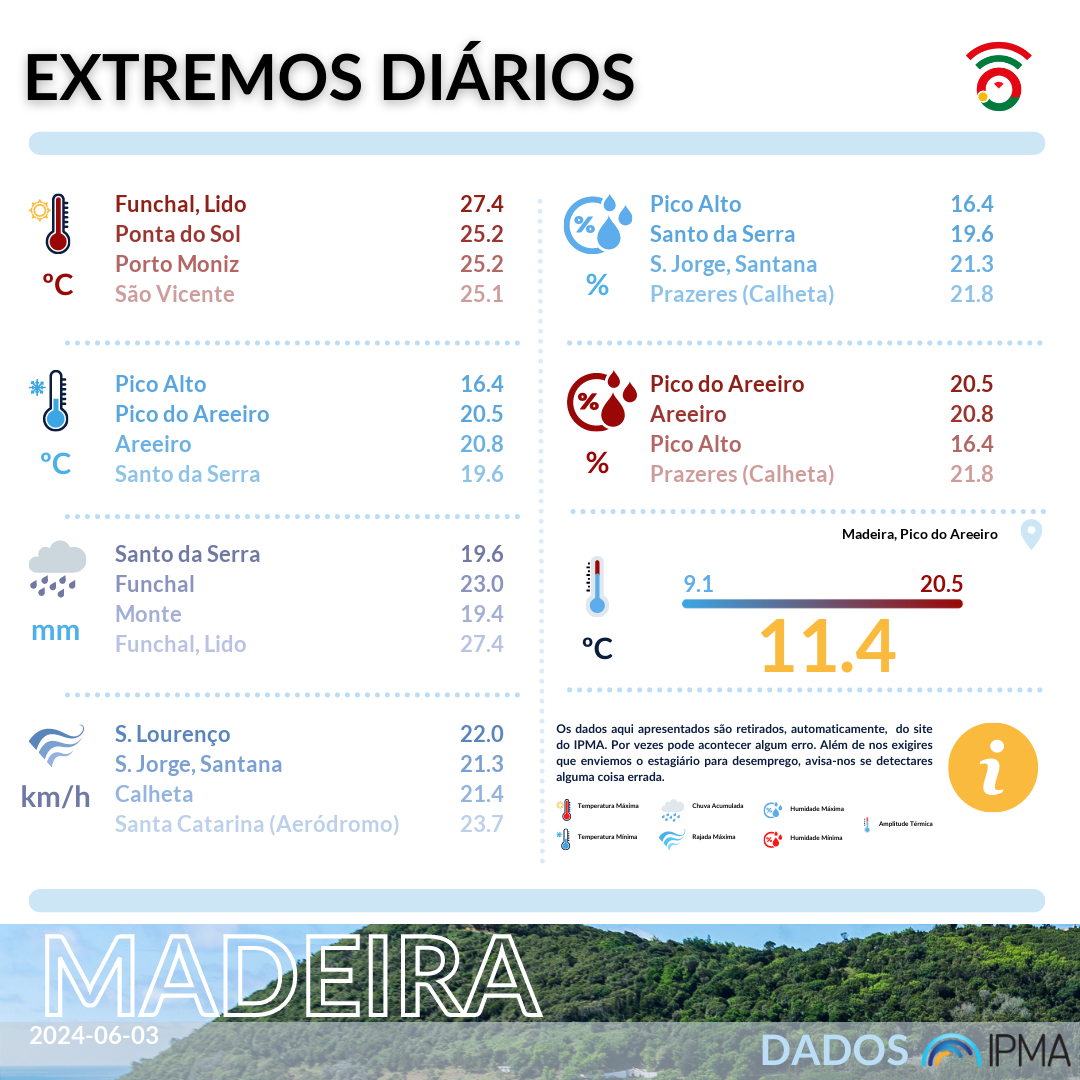 EXTREMOS DIÁRIOS
Funchal, Lido 27.4
Ponta do Sol 25.2
Porto Moniz 25.2
São Vicente 25.1
ºC
Pico Alto 16.4
Pico do Areeiro 20.5
Areeiro 20.8
Santo da Serra 19.6
ºC
Santo da Serra 19.6
Funchal 23.0
Monte 19.4
Funchal, Lido 27.4
mm
S. Lourenço 22.0
S. Jorge, Santana 21.3
Calheta 21.4
Santa Catarina (Aeródromo) 23.7
km/h
Pico Alto 16.4
Santo da Serra 19.6
S. Jorge, Santana 21.3
Prazeres (Calheta) 21.8
%
%
Pico do Areeiro 20.5
Areeiro 20.8
Pico Alto 16.4
Prazeres (Calheta) 21.8
%
%
Madeira, Pico do Areeiro
9.1 20.5
11.4
ºC
Os dados aqui apresentados são retirados, automaticamente, do site
do IPMA. Por vezes pode acontecer algum erro. Além de nos exigires
que enviemos o estagiário para desemprego, avisa-nos se detectares
alguma coisa errada.
i
Temperatura Máxima Chuva Acumulada Humidade Máxima
Amplitude Térmica
Temperatura Mínima Rajada Máxima Humidade Mínima
MADEIRA
2024-06-03
DADOS IPMA